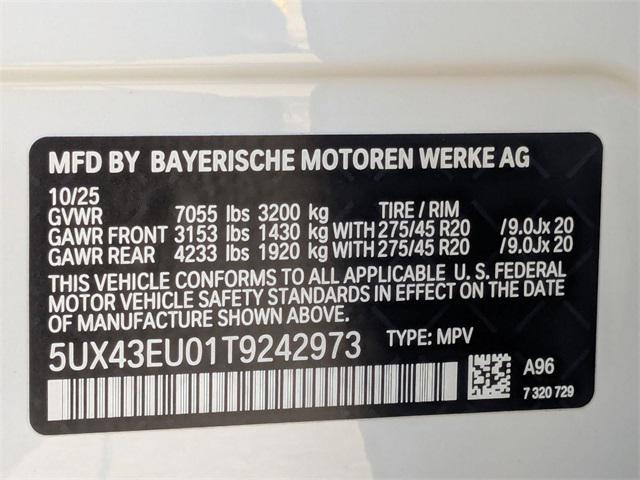 MFD BY BAYERISCHE MOTOREN WERKE AG
10/25
GVWR 7055 lbs 3200 kg TIRE / RIM
GAWR FRONT 3153 lbs 1430 kg WITH 275/45 R20 /9.0Jx 20
GAWR REAR 4233 lbs 1920 kg WITH 275/45 R20 /9.0Jx 20
THIS VEHICLE CONFORMS TO ALL APPLICABLE U. S. FEDERAL
MOTOR VEHICLE SAFETY STANDARDS IN EFFECT ON THE DATE
OF MANUFACTURE SHOWN ABOVE.
5UX43EU01T9242973 TYPE: MPV
A96
7 320 729